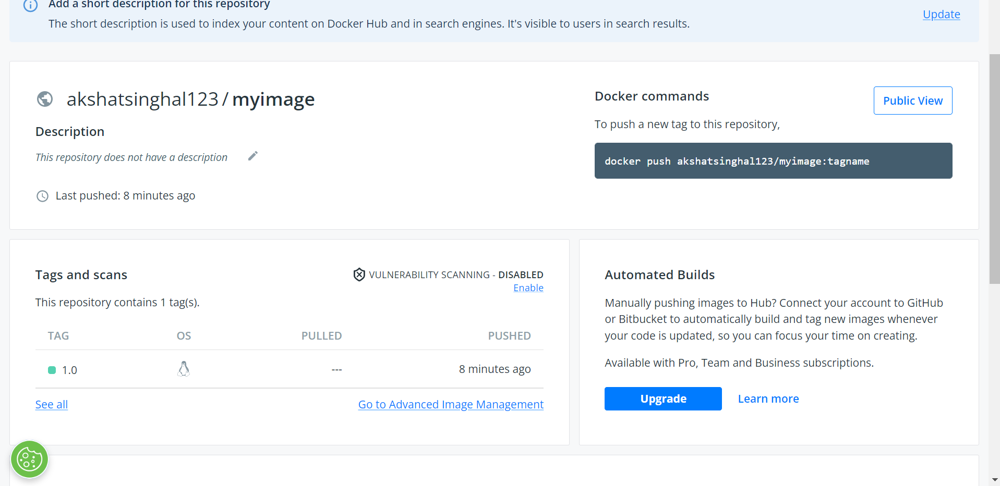 Add a short description for this repository
The short description is used to index your content on Docker Hub and in search engines. It's visible to users in search results.
Update
akshatsinghal123 / myimage
Description
This repository does not have a description
Last pushed: 8 minutes ago
Docker commands
Public View
To push a new tag to this repository,
docker push akshatsinghal123/myimage:tagname
Tags and scans
VULNERABILITY SCANNING - DISABLED
Enable
This repository contains 1 tag(s).
TAG OS PULLED PUSHED
1.0 --- 8 minutes ago
See all
Go to Advanced Image Management
Automated Builds
Manually pushing images to Hub? Connect your account to GitHub
or Bitbucket to automatically build and tag new images whenever
your code is updated, so you can focus your time on creating.
Available with Pro, Team and Business subscriptions.
Upgrade
Learn more